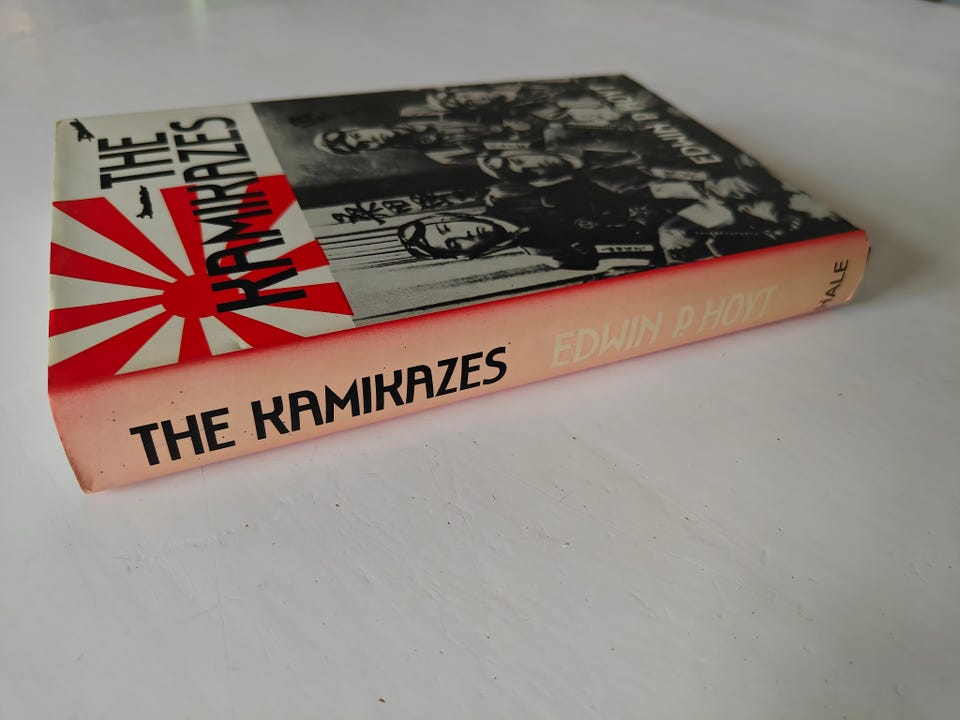 THE
KAMIKAZES
EDWIN P. HOYT
THE KAMIKAZES
EDWIN P. HOYT
HALE